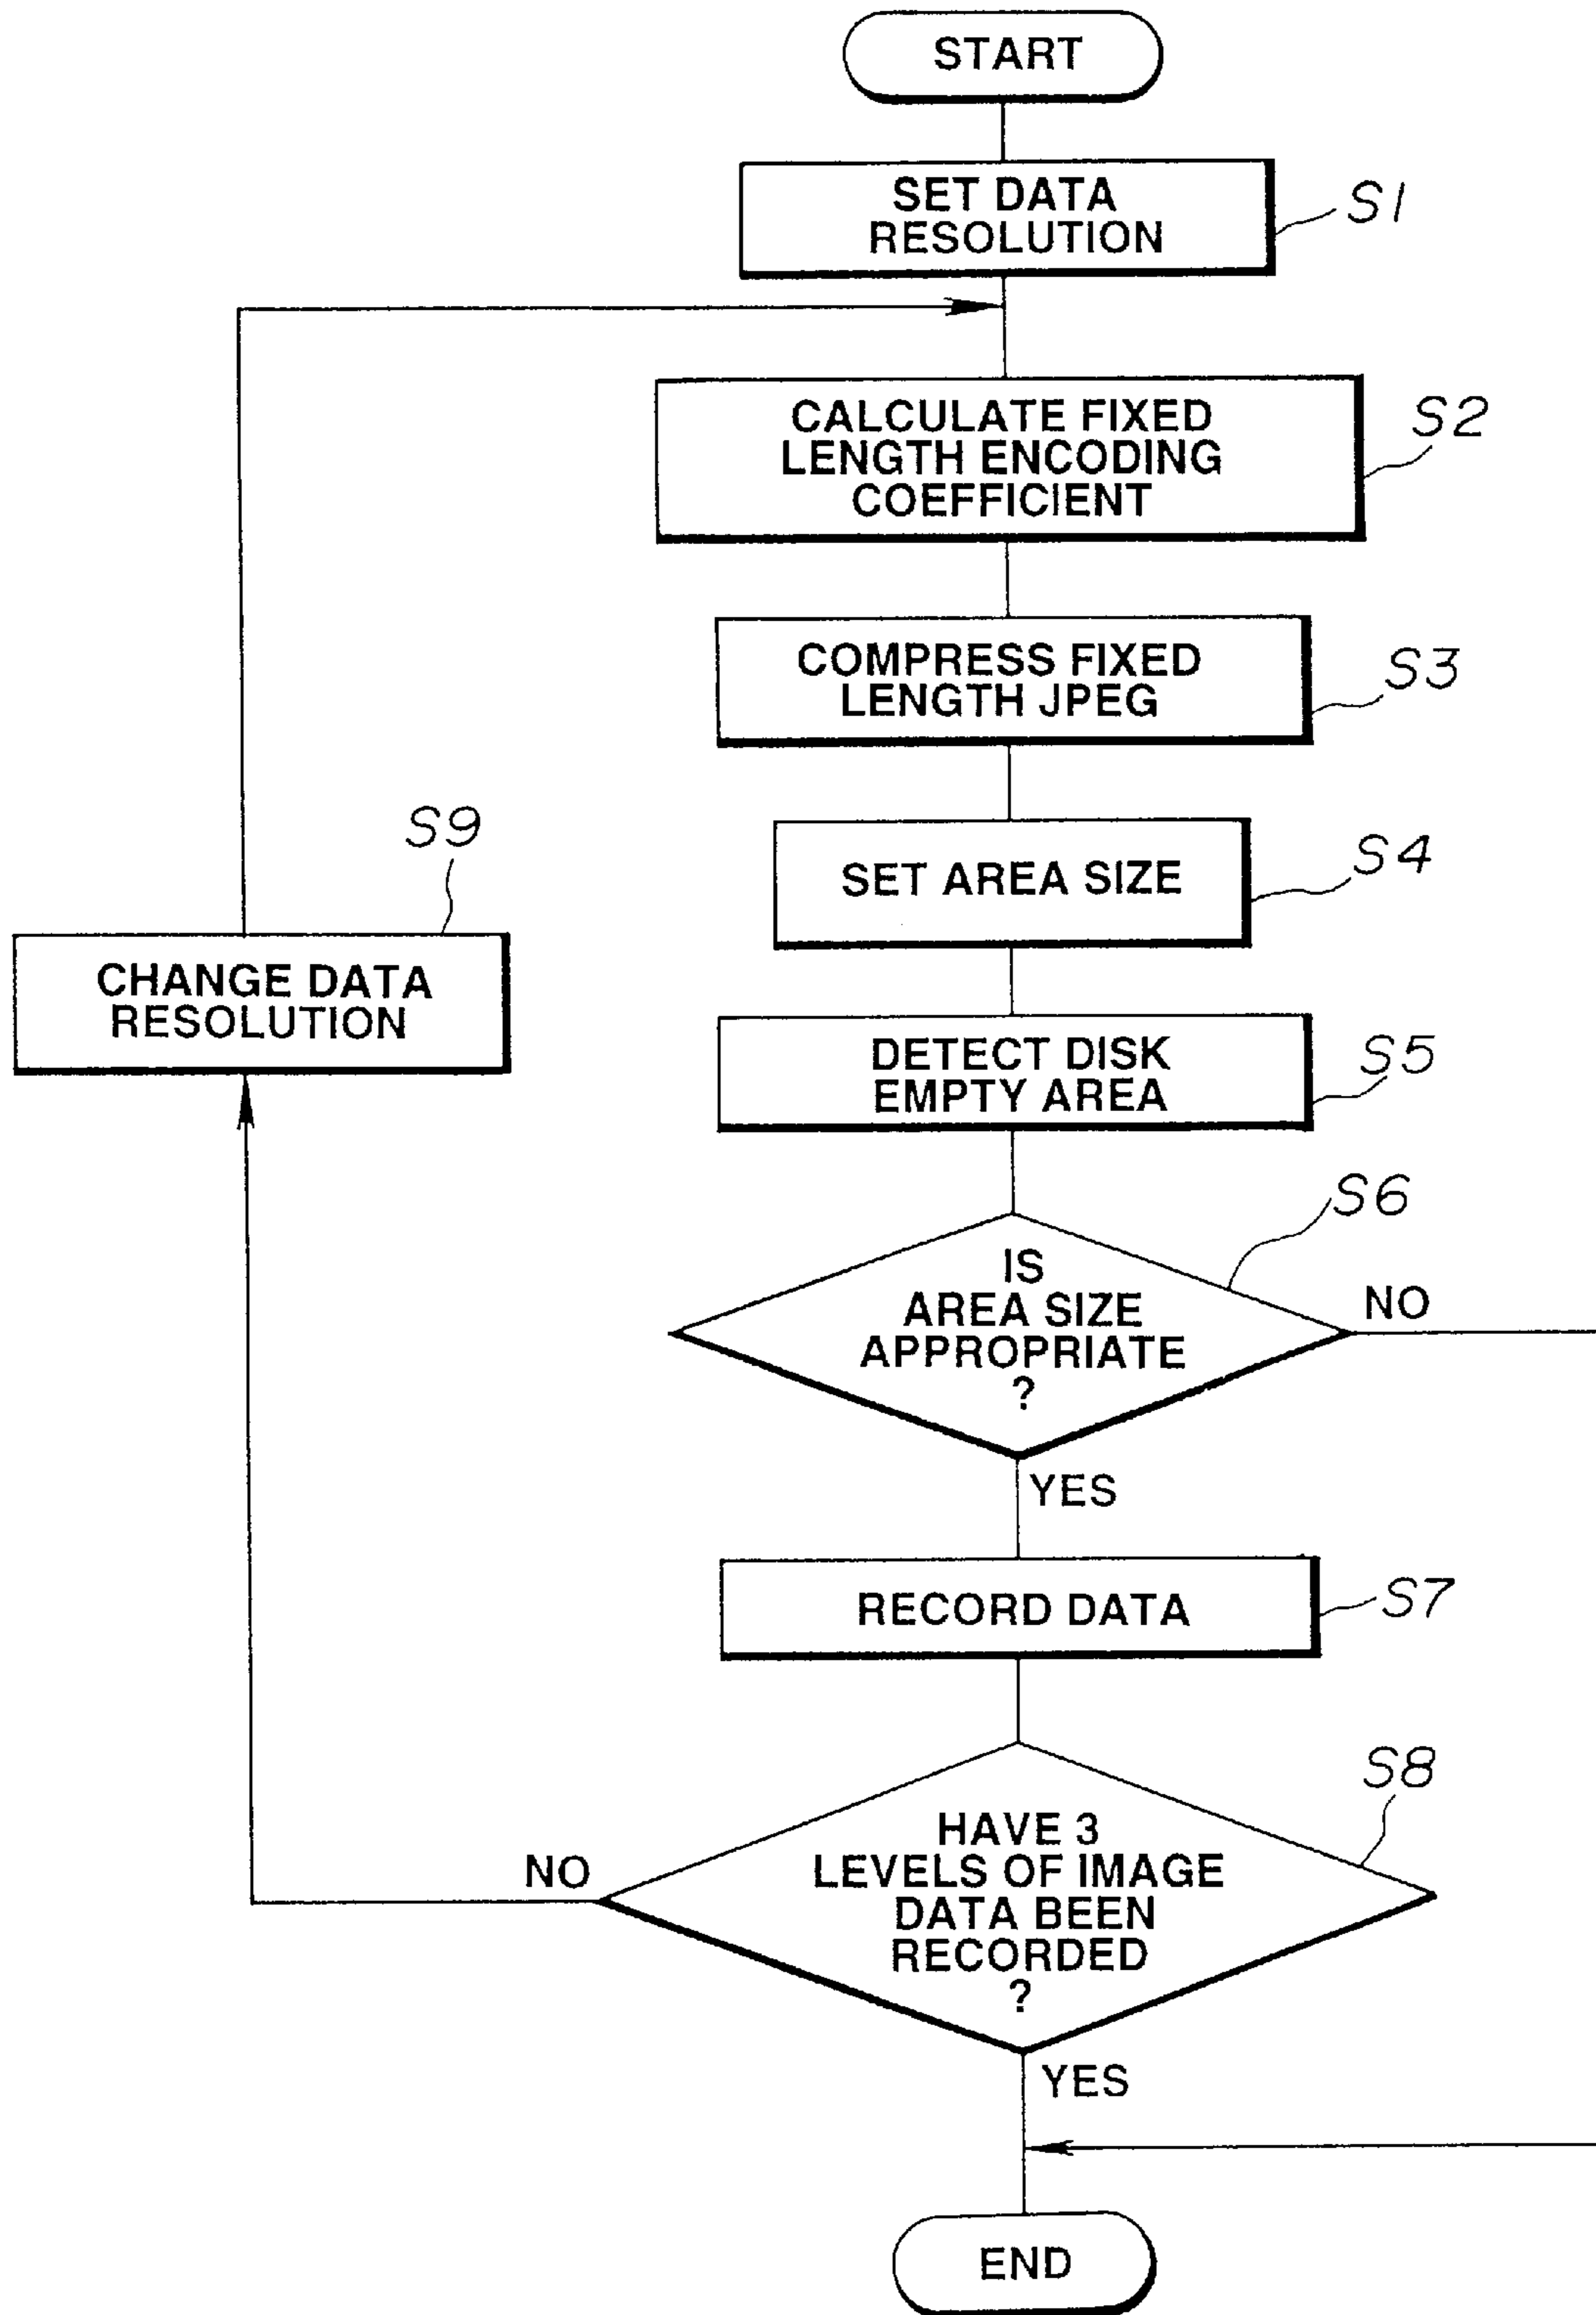 START
SET DATA
RESOLUTION
S1
CALCULATE FIXED
LENGTH ENCODING
COEFFICIENT
S2
COMPRESS FIXED
LENGTH JPEG
S3
SET AREA SIZE
S4
S9
CHANGE DATA
RESOLUTION
DETECT DISK
EMPTY AREA
S5
IS
AREA SIZE
APPROPRIATE
?
S6
NO
YES
RECORD DATA
S7
HAVE 3
LEVELS OF IMAGE
DATA BEEN
RECORDED
?
S8
NO
YES
END